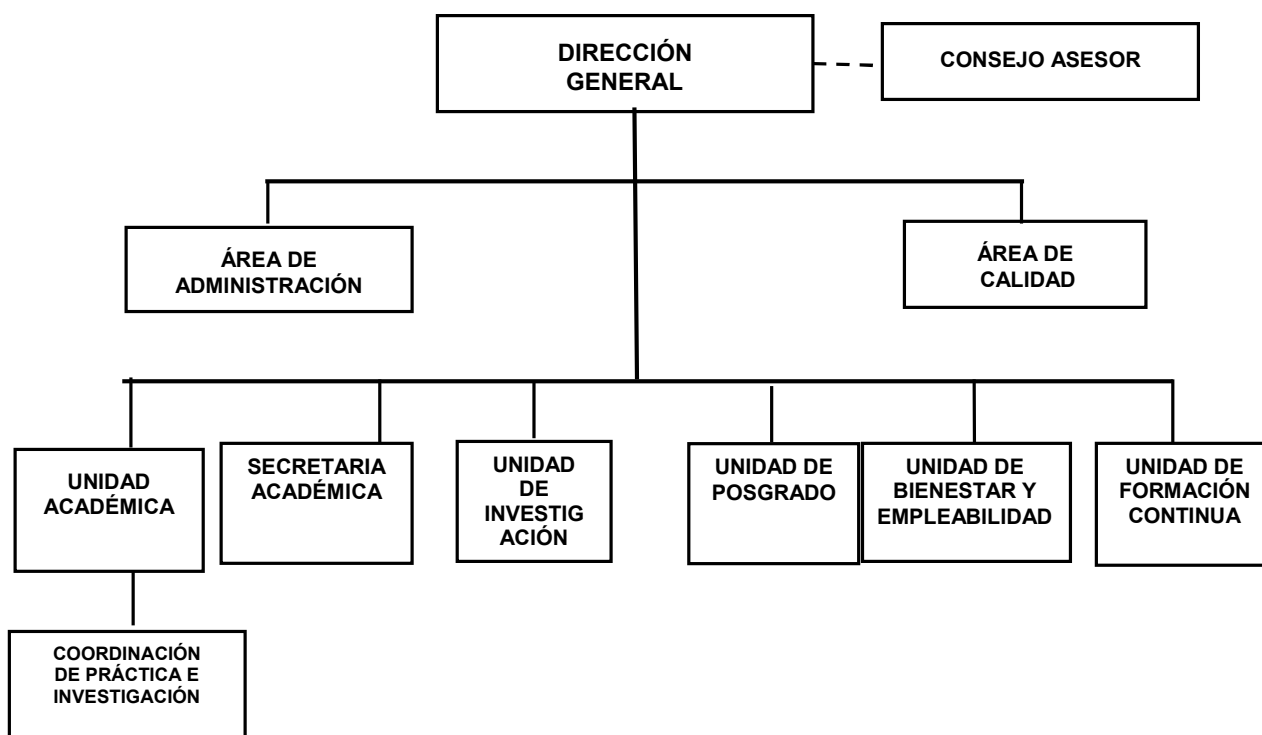 DIRECCIÓN
GENERAL
CONSEJO ASESOR
ÁREA DE
ADMINISTRACIÓN
ÁREA DE
CALIDAD
UNIDAD
ACADÉMICA
SECRETARIA
ACADÉMICA
UNIDAD
DE
INVESTIG
ACIÓN
UNIDAD DE
POSGRADO
UNIDAD DE
BIENESTAR Y
EMPLEABILIDAD
UNIDAD DE
FORMACIÓN
CONTINUA
COORDINACIÓN
DE PRÁCTICA E
INVESTIGACIÓN